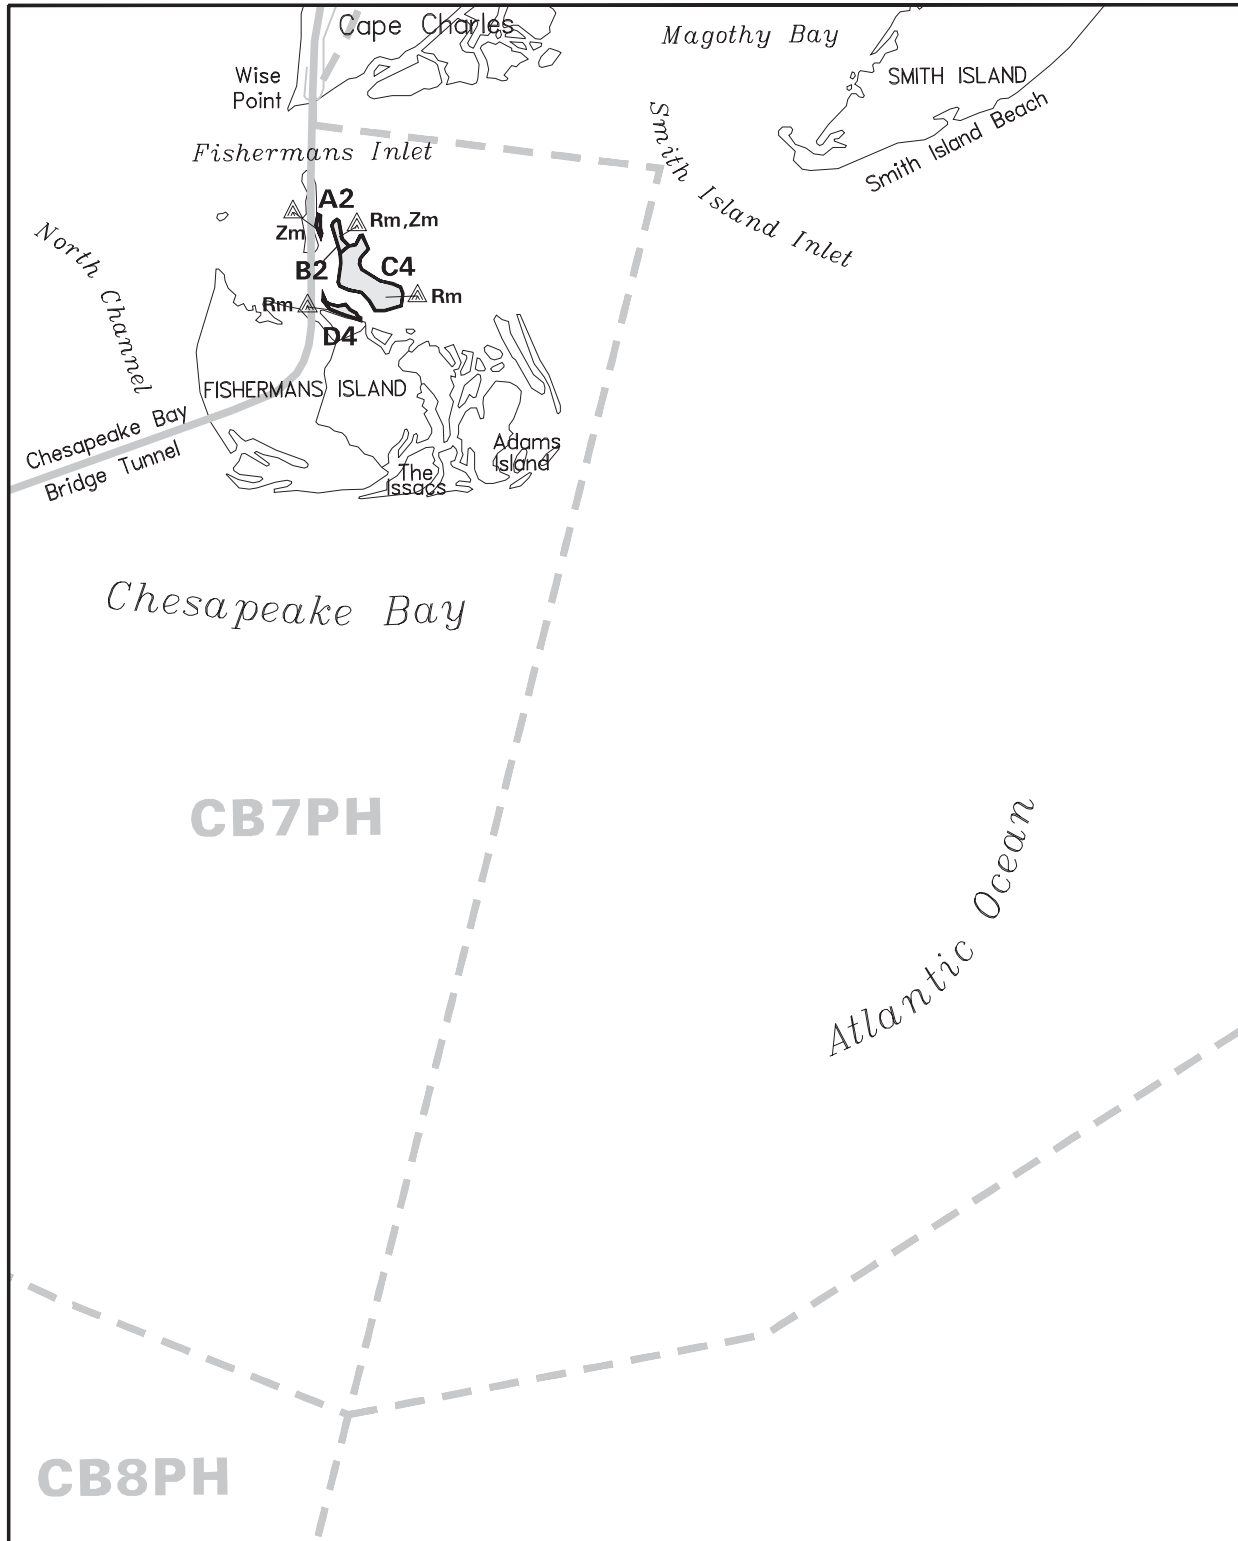 Cape Charles
Magothy Bay
Wise
Point
SMITH ISLAND
Smith Island Beach
Smith Island Inlet
Fishermans Inlet
A2
Zm
Rm,Zm
North Channel
B2
C4
Rm
Rm
D4
FISHERMANS ISLAND
Chesapeake Bay
Bridge Tunnel
Adams
Island
The
Issacs
Chesapeake Bay
CB7PH
Atlantic Ocean
CB8PH